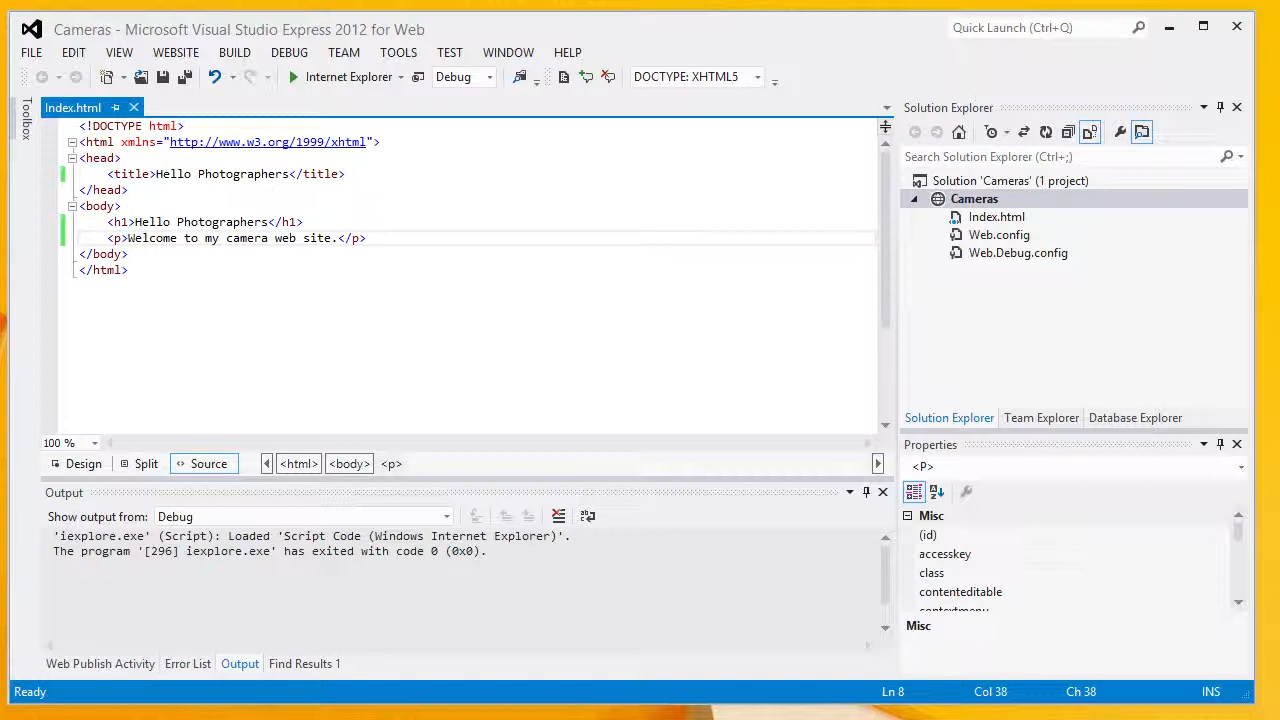 Cameras - Microsoft Visual Studio Express 2012 for Web
Quick Launch (Ctrl+Q)
FILE EDIT VIEW WEBSITE BUILD DEBUG TEAM TOOLS TEST WINDOW HELP
Internet Explorer Debug DOCTYPE: XHTML5
Toolbox
Index.html
<!DOCTYPE html>
<html xmlns="http://www.w3.org/1999/xhtml">
<head>
<title>Hello Photographers</title>
</head>
<body>
<h1>Hello Photographers</h1>
<p>Welcome to my camera web site.</p>
</body>
</html>
100 %
Design Split Source <html> <body> <p>
Output
Show output from: Debug
'iexplore.exe' (Script): Loaded 'Script Code (Windows Internet Explorer)'.
The program '[296] iexplore.exe' has exited with code 0 (0x0).
Web Publish Activity Error List Output Find Results 1
Solution Explorer
Search Solution Explorer (Ctrl+;)
Solution 'Cameras' (1 project)
Cameras
Index.html
Web.config
Web.Debug.config
Solution Explorer Team Explorer Database Explorer
Properties
<P>
Misc
(id)
accesskey
class
contenteditable
contextmenu
Misc
Ready Ln 8 Col 38 Ch 38 INS